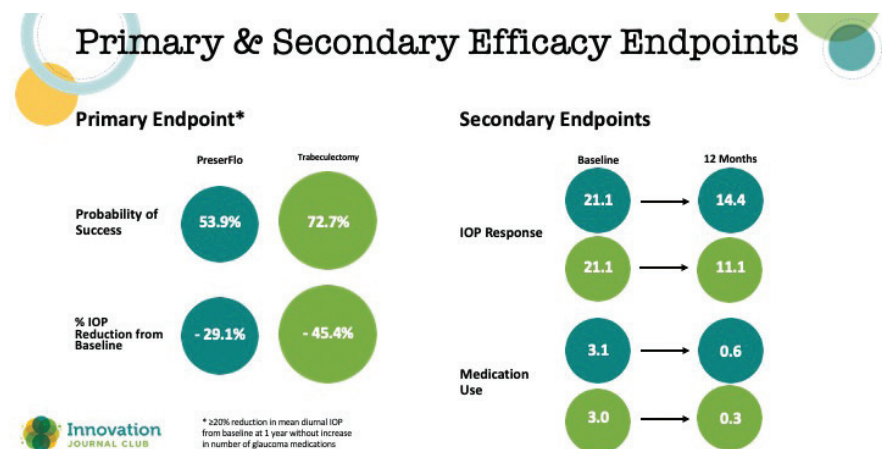 Primary & Secondary Efficacy Endpoints
Primary Endpoint*
PreserFlo
Trabeculectomy
Probability of
Success
53.9%
72.7%
% IOP
Reduction from
Baseline
- 29.1%
- 45.4%
* ≥20% reduction in mean diurnal IOP
from baseline at 1 year without increase
in number of glaucoma medications
Innovation
JOURNAL CLUB
Secondary Endpoints
Baseline
12 Months
IOP Response
21.1
14.4
21.1
11.1
Medication
Use
3.1
0.6
3.0
0.3